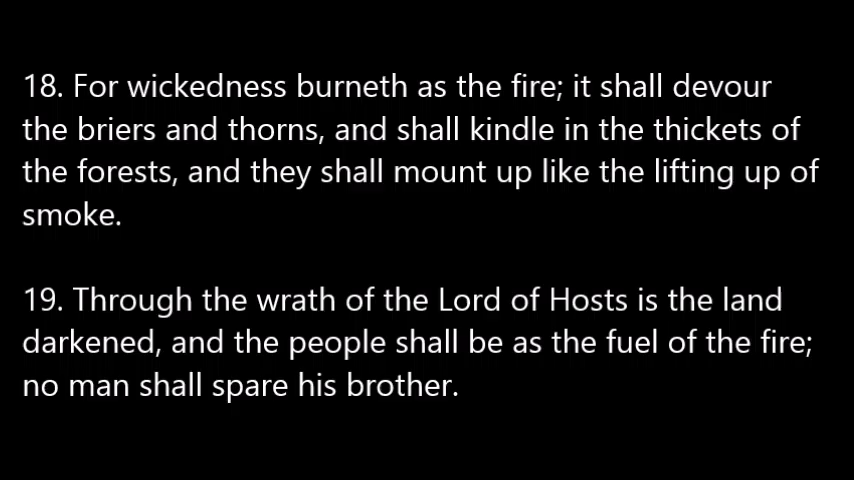 18. For wickedness burneth as the fire; it shall devour
the briers and thorns, and shall kindle in the thickets of
the forests, and they shall mount up like the lifting up of
smoke.
19. Through the wrath of the Lord of Hosts is the land
darkened, and the people shall be as the fuel of the fire;
no man shall spare his brother.